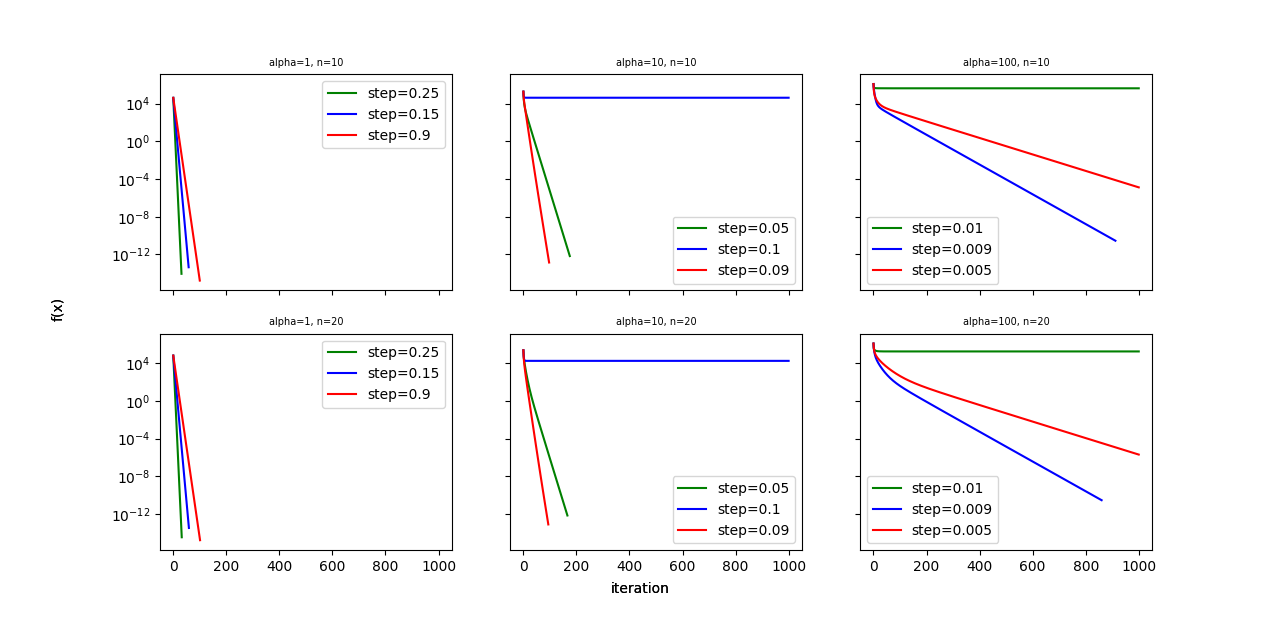 alpha=1, n=10
alpha=10, n=10
alpha=100, n=10
step=0.25
step=0.15
step=0.9
10^4
10^0
10^-4
10^-8
10^-12
step=0.05
step=0.1
step=0.09
step=0.01
step=0.009
step=0.005
f(x)
alpha=1, n=20
alpha=10, n=20
alpha=100, n=20
step=0.25
step=0.15
step=0.9
10^4
10^0
10^-4
10^-8
10^-12
step=0.05
step=0.1
step=0.09
step=0.01
step=0.009
step=0.005
0 200 400 600 800 1000
0 200 400 600 800 1000
0 200 400 600 800 1000
iteration